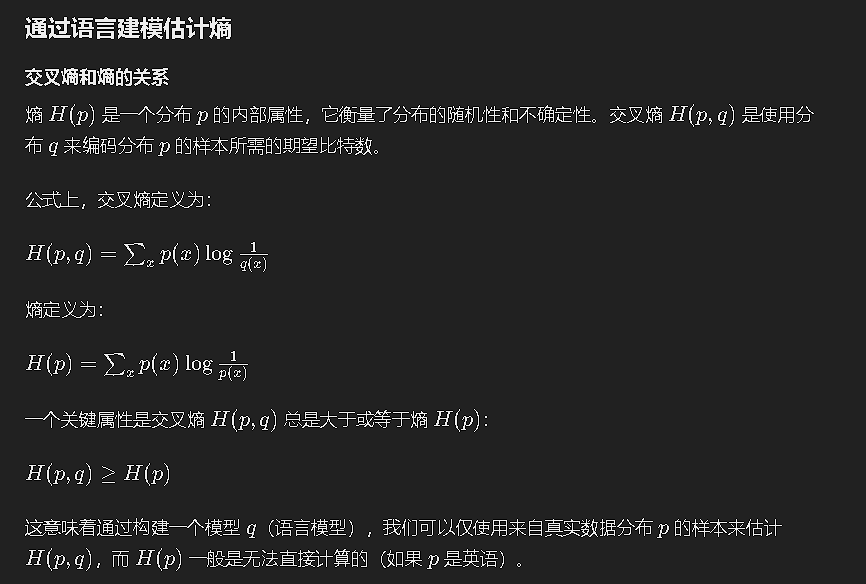 通过语言建模估计熵
交叉熵和熵的关系
熵 H(p) 是一个分布 p 的内部属性，它衡量了分布的随机性和不确定性。交叉熵 H(p, q) 是使用分
布 q 来编码分布 p 的样本所需的期望比特数。
公式上，交叉熵定义为：
H(p, q) = ∑ₓ p(x) log 1/q(x)
熵定义为：
H(p) = ∑ₓ p(x) log 1/p(x)
一个关键属性是交叉熵 H(p, q) 总是大于或等于熵 H(p)：
H(p, q) ≥ H(p)
这意味着通过构建一个模型 q（语言模型），我们可以仅使用来自真实数据分布 p 的样本来估计
H(p, q)，而 H(p) 一般是无法直接计算的（如果 p 是英语）。